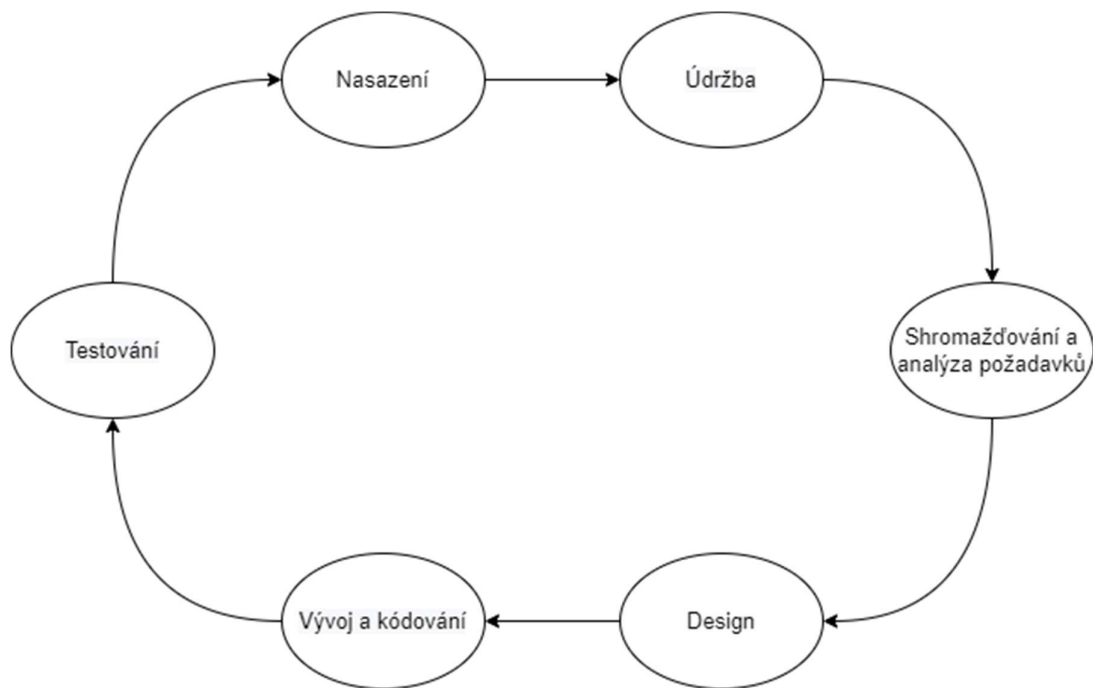 Nasazení
Údržba
Testování
Shromažďování a
analýza požadavků
Vývoj a kódování
Design